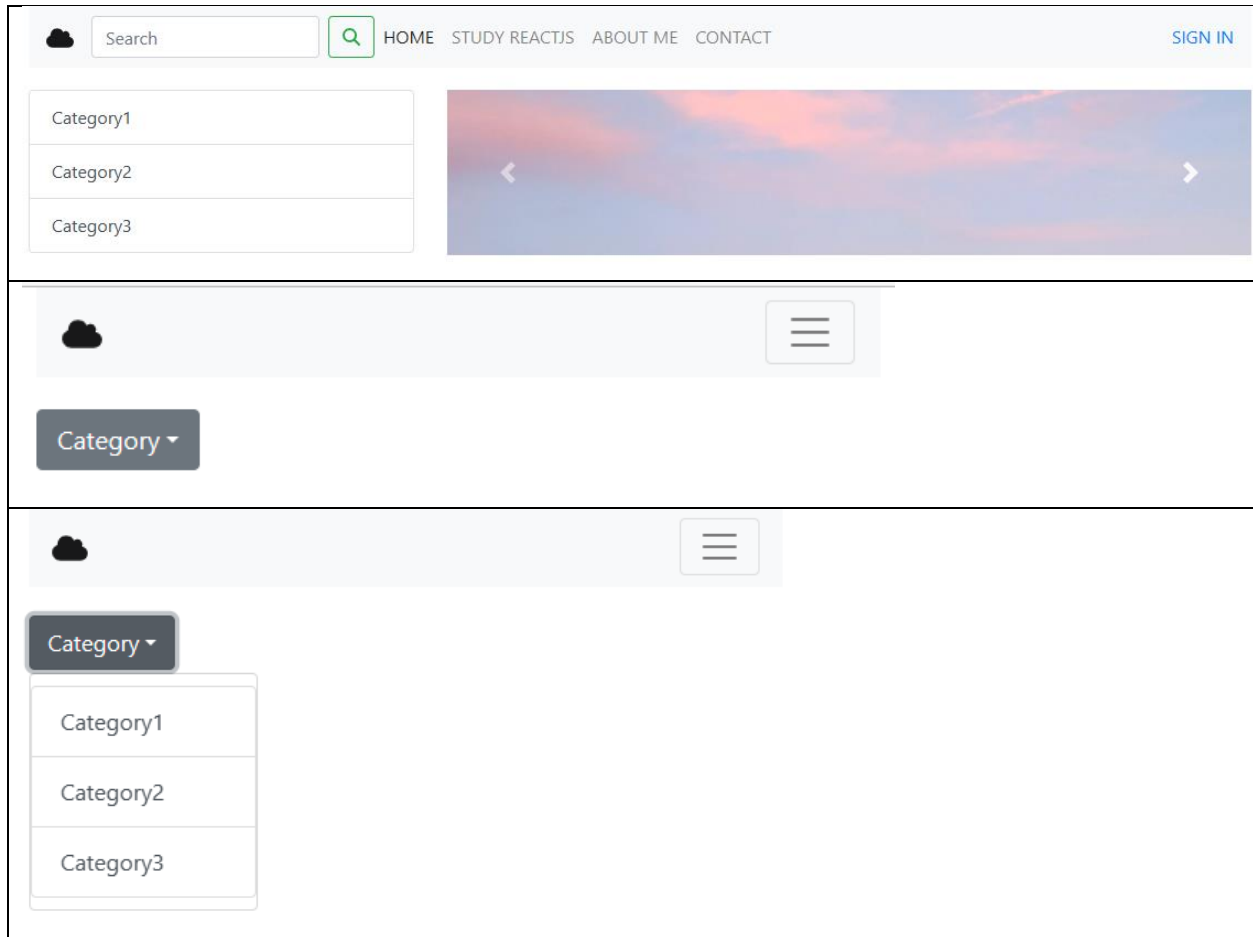 Search HOME STUDY REACTJS ABOUT ME CONTACT SIGN IN
Category1
Category2
Category3
Category
Category
Category1
Category2
Category3